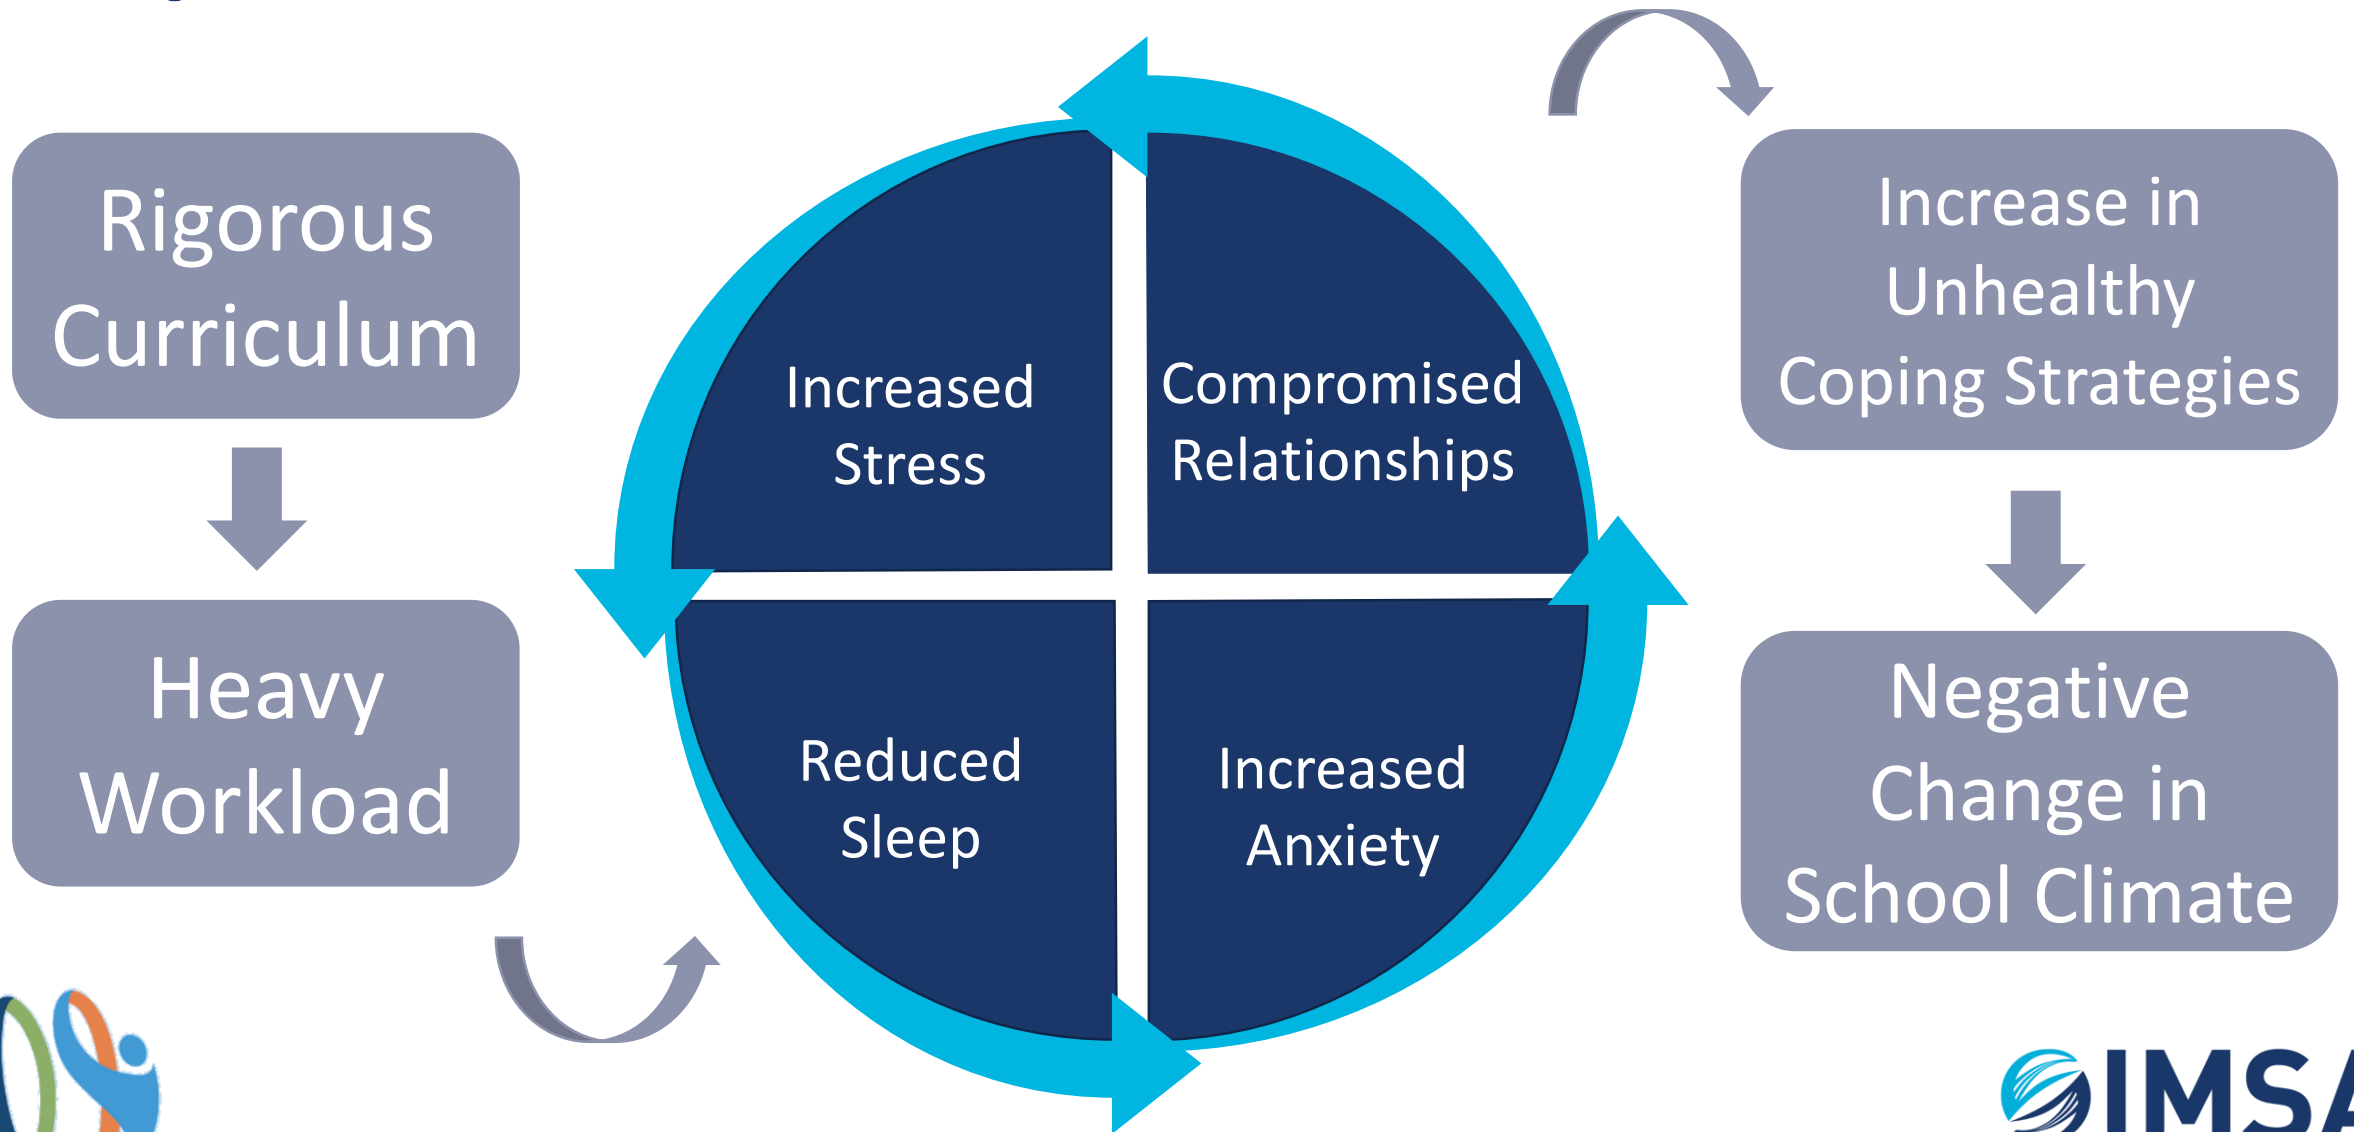 Rigorous
Curriculum
Heavy
Workload
Increased
Stress
Compromised
Relationships
Reduced
Sleep
Increased
Anxiety
Increase in
Unhealthy
Coping Strategies
Negative
Change in
School Climate
IMSA